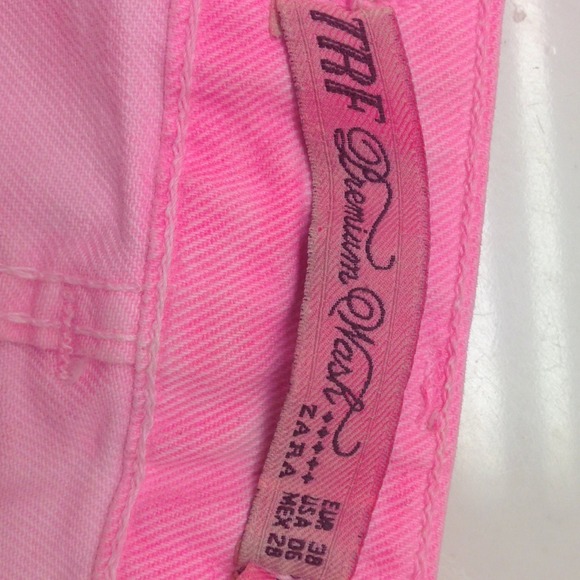 TRF Premium Wash
ZARA
EUR 38
USA 06
MEX 28